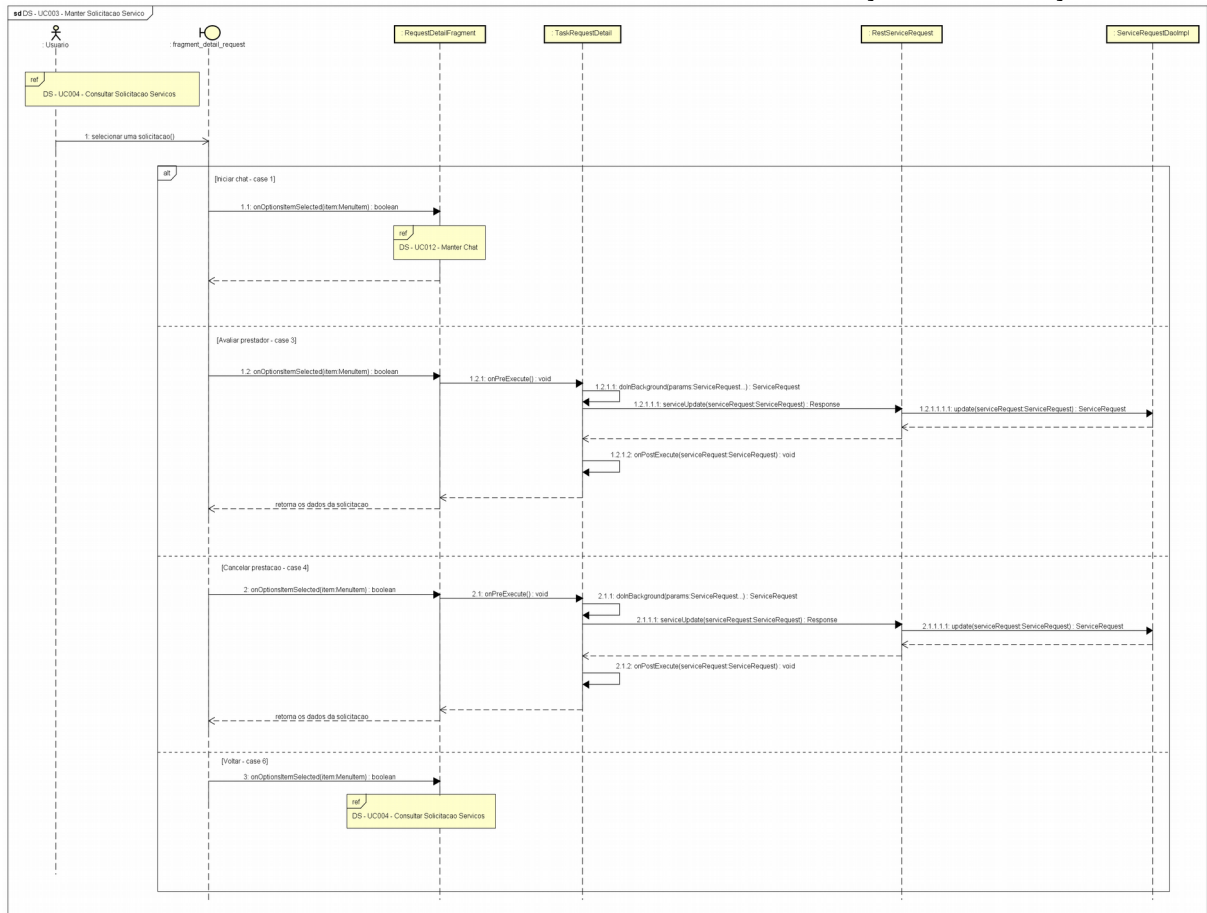 sd DS - UC003 - Manter Solicitacao Servico
: Usuario
: fragment_detail_request
: RequestDetailFragment
: TaskRequestDetail
: RestServiceRequest
: ServiceRequestDaoImpl
ref
DS - UC004 - Consultar Solicitacao Servicos
1: selecionar uma solicitacao()
alt
[Iniciar chat - case 1]
1.1: onOptionsItemSelected(item:MenuItem) : boolean
ref
DS - UC012 - Manter Chat
[Avaliar prestador - case 3]
1.2: onOptionsItemSelected(item:MenuItem) : boolean
1.2.1: onPreExecute() : void
1.2.1.1: doInBackground(params:ServiceRequest...) : ServiceRequest
1.2.1.1.1: serviceUpdate(serviceRequest:ServiceRequest) : Response
1.2.1.1.1.1: update(serviceRequest:ServiceRequest) : ServiceRequest
1.2.1.2: onPostExecute(serviceRequest:ServiceRequest) : void
retorna os dados da solicitacao
[Cancelar prestacao - case 4]
2: onOptionsItemSelected(item:MenuItem) : boolean
2.1: onPreExecute() : void
2.1.1: doInBackground(params:ServiceRequest...) : ServiceRequest
2.1.1.1: serviceUpdate(serviceRequest:ServiceRequest) : Response
2.1.1.1.1: update(serviceRequest:ServiceRequest) : ServiceRequest
2.1.2: onPostExecute(serviceRequest:ServiceRequest) : void
retorna os dados da solicitacao
[Voltar - case 6]
3: onOptionsItemSelected(item:MenuItem) : boolean
ref
DS - UC004 - Consultar Solicitacao Servicos